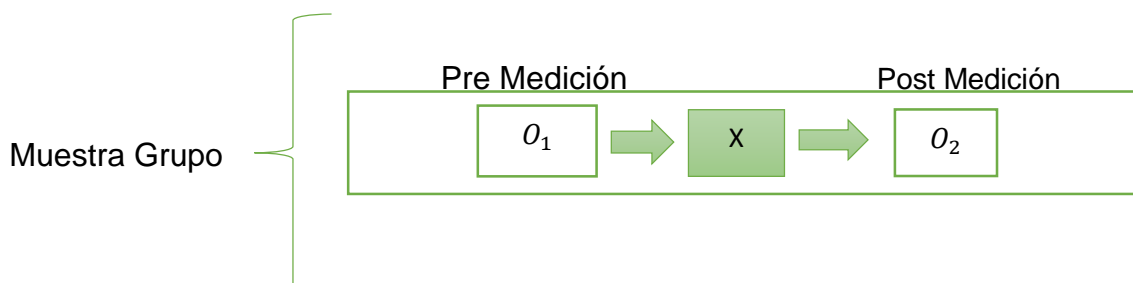 Pre Medición
Post Medición
Muestra Grupo
O₁
X
O₂